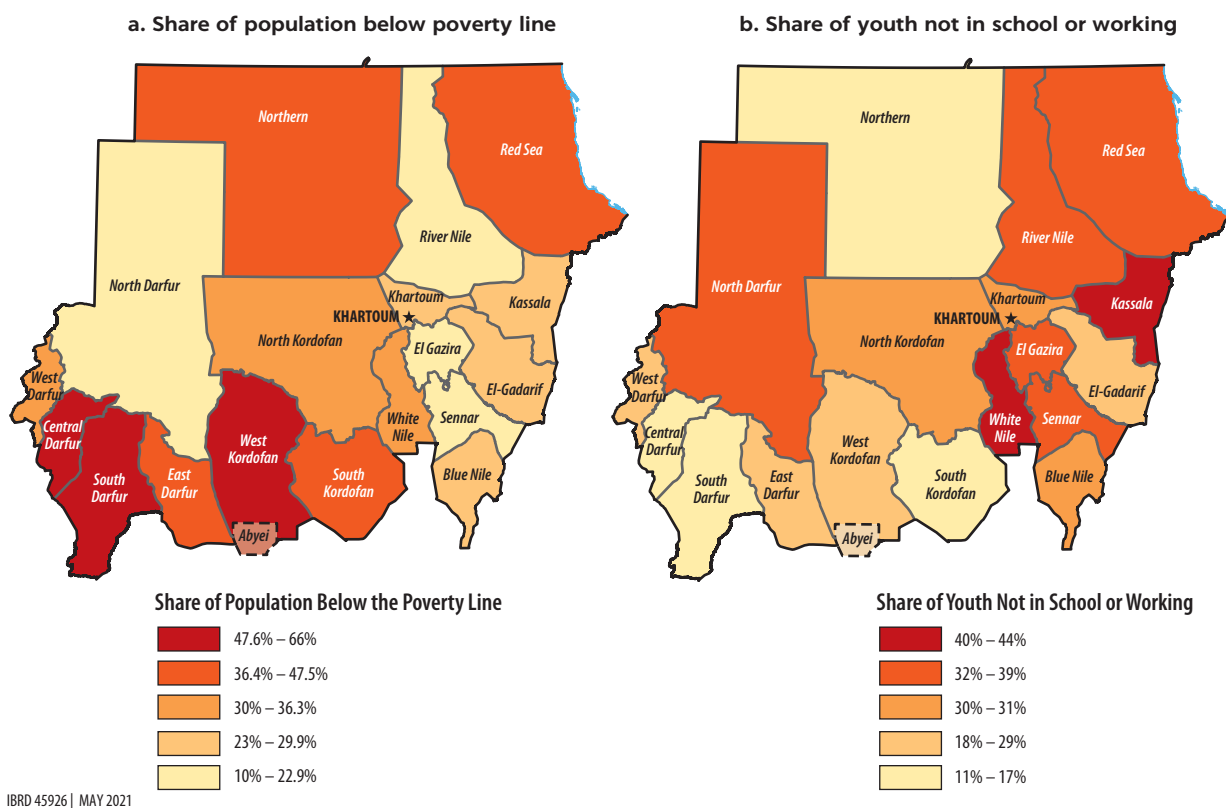 a. Share of population below poverty line
Northern
Red Sea
River Nile
North Darfur
Khartoum
Kassala
KHARTOUM
North Kordofan
El Gazira
West
Darfur
El-Gadarif
White
Nile
Sennar
Central
Darfur
West
Kordofan
South
Darfur
East
Darfur
South
Kordofan
Blue Nile
Abyei
Share of Population Below the Poverty Line
47.6% – 66%
36.4% – 47.5%
30% – 36.3%
23% – 29.9%
10% – 22.9%
IBRD 45926 | MAY 2021
b. Share of youth not in school or working
Northern
Red Sea
River Nile
North Darfur
Khartoum
Kassala
KHARTOUM
North Kordofan
El Gazira
West
Darfur
El-Gadarif
White
Nile
Sennar
Central
Darfur
West
Kordofan
South
Darfur
East
Darfur
South
Kordofan
Blue Nile
Abyei
Share of Youth Not in School or Working
40% – 44%
32% – 39%
30% – 31%
18% – 29%
11% – 17%